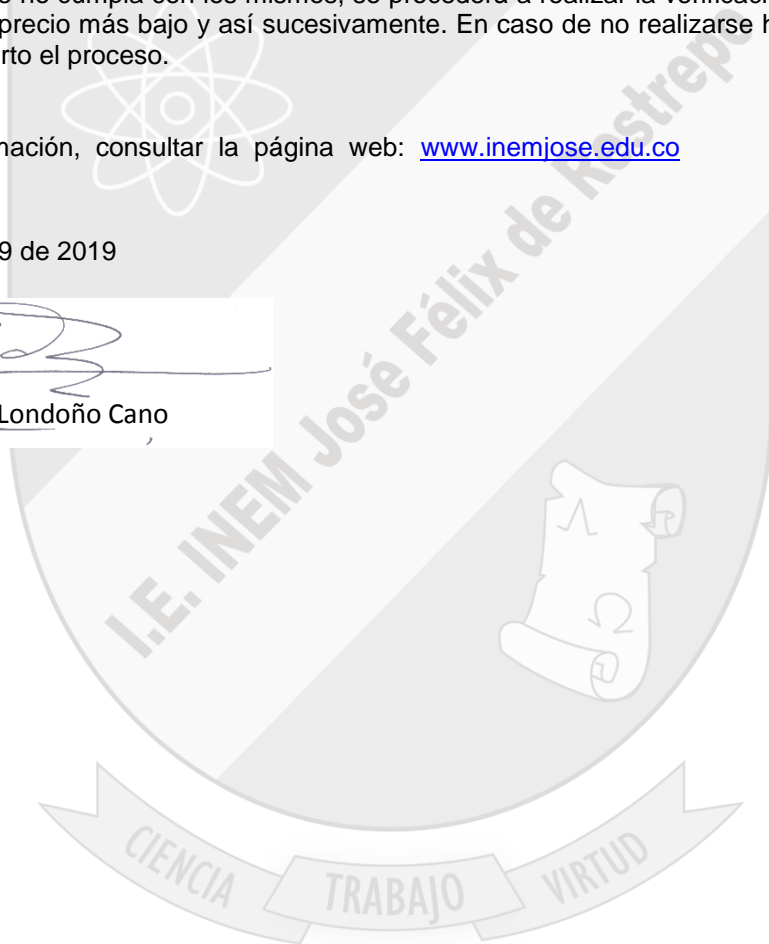 no cumpla con los mismos, se procederá a realizar la verificac
precio más bajo y así sucesivamente. En caso de no realizarse h
rto el proceso.
mación, consultar la página web: www.inemjose.edu.co
9 de 2019
Londoño Cano
I.E. INEM José Félix de Restrepo
Λ
Ω
CIENCIA TRABAJO VIRTUD